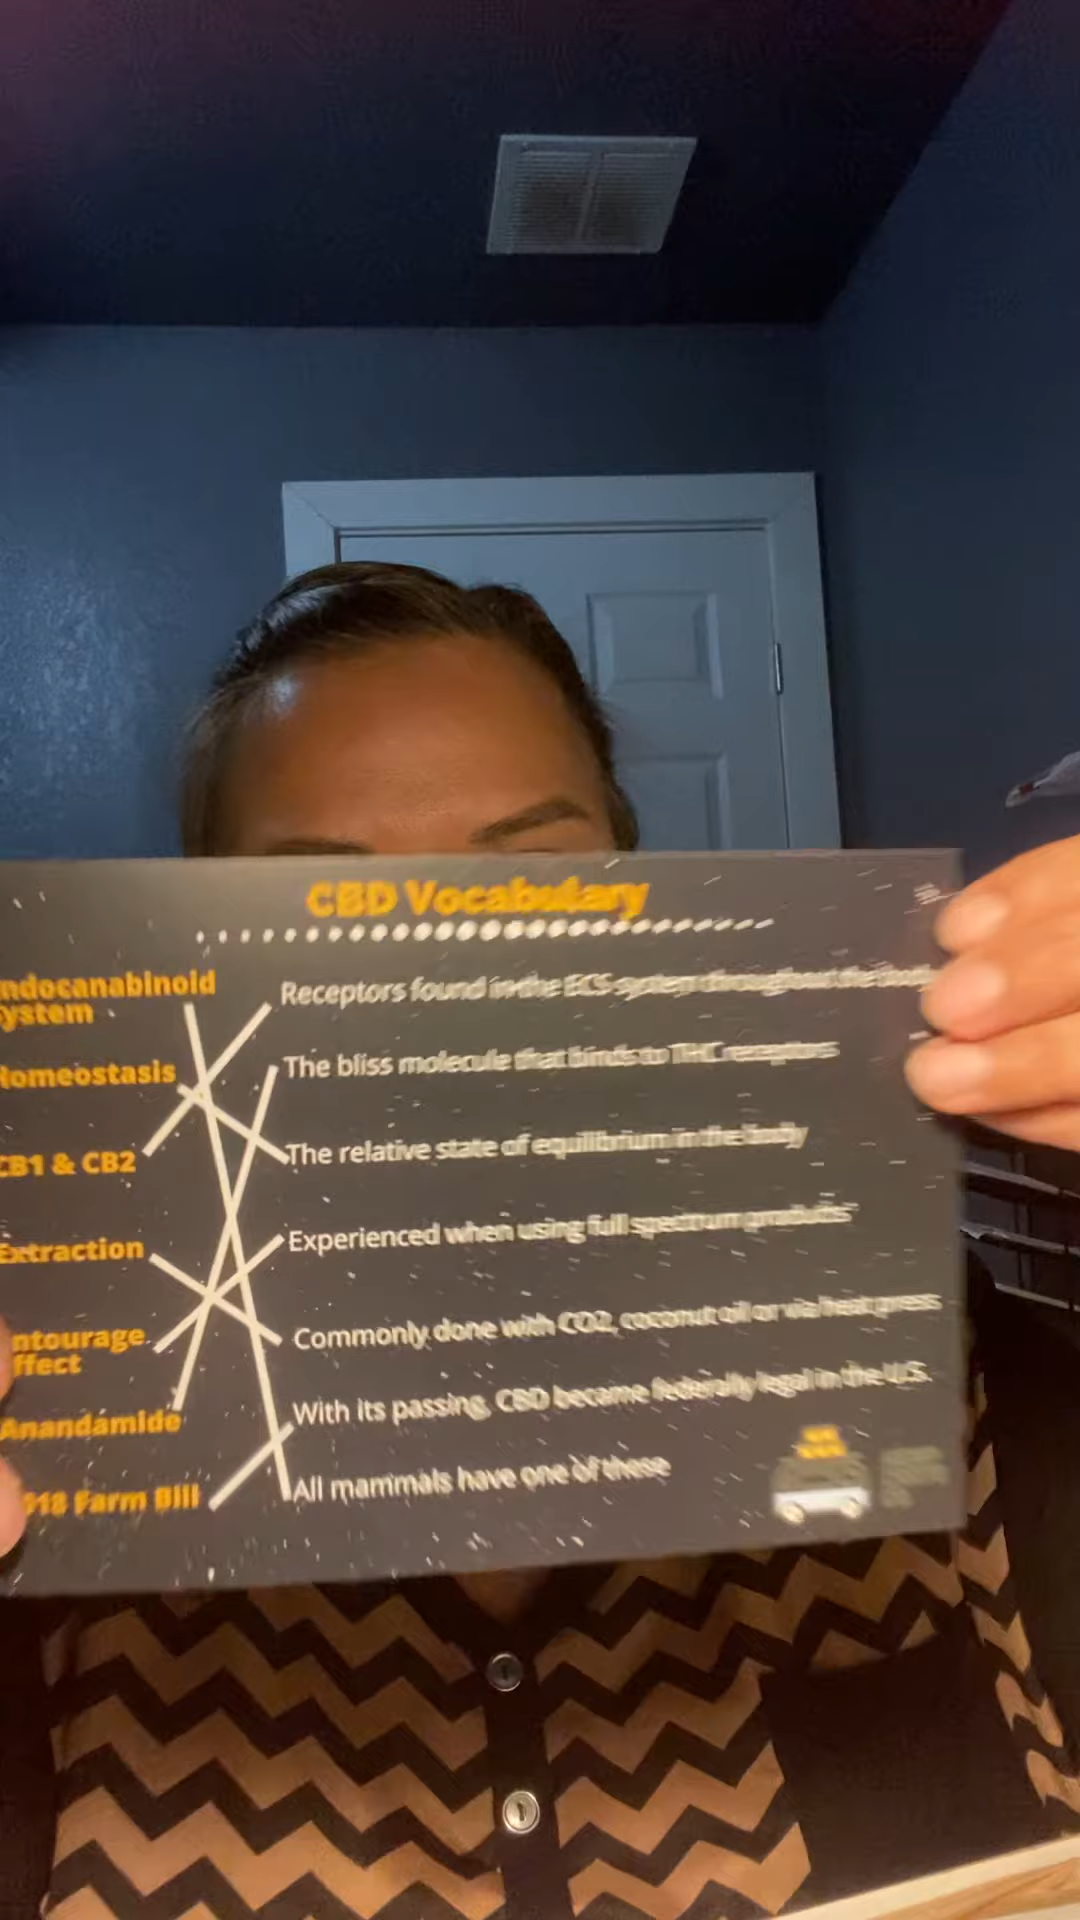 CBD Vocabulary
ndocanabinoid
ystem
Receptors found in the ECS system throughout the body
Homeostasis
The bliss molecule that binds to THC receptors
CB1 & CB2
The relative state of equilibrium in the body
Extraction
Experienced when using full spectrum products
ntourage
ffect
Commonly done with CO2, coconut oil or via heat press
Anandamide
With its passing, CBD became federally legal in the U.S.
018 Farm Bill
All mammals have one of these